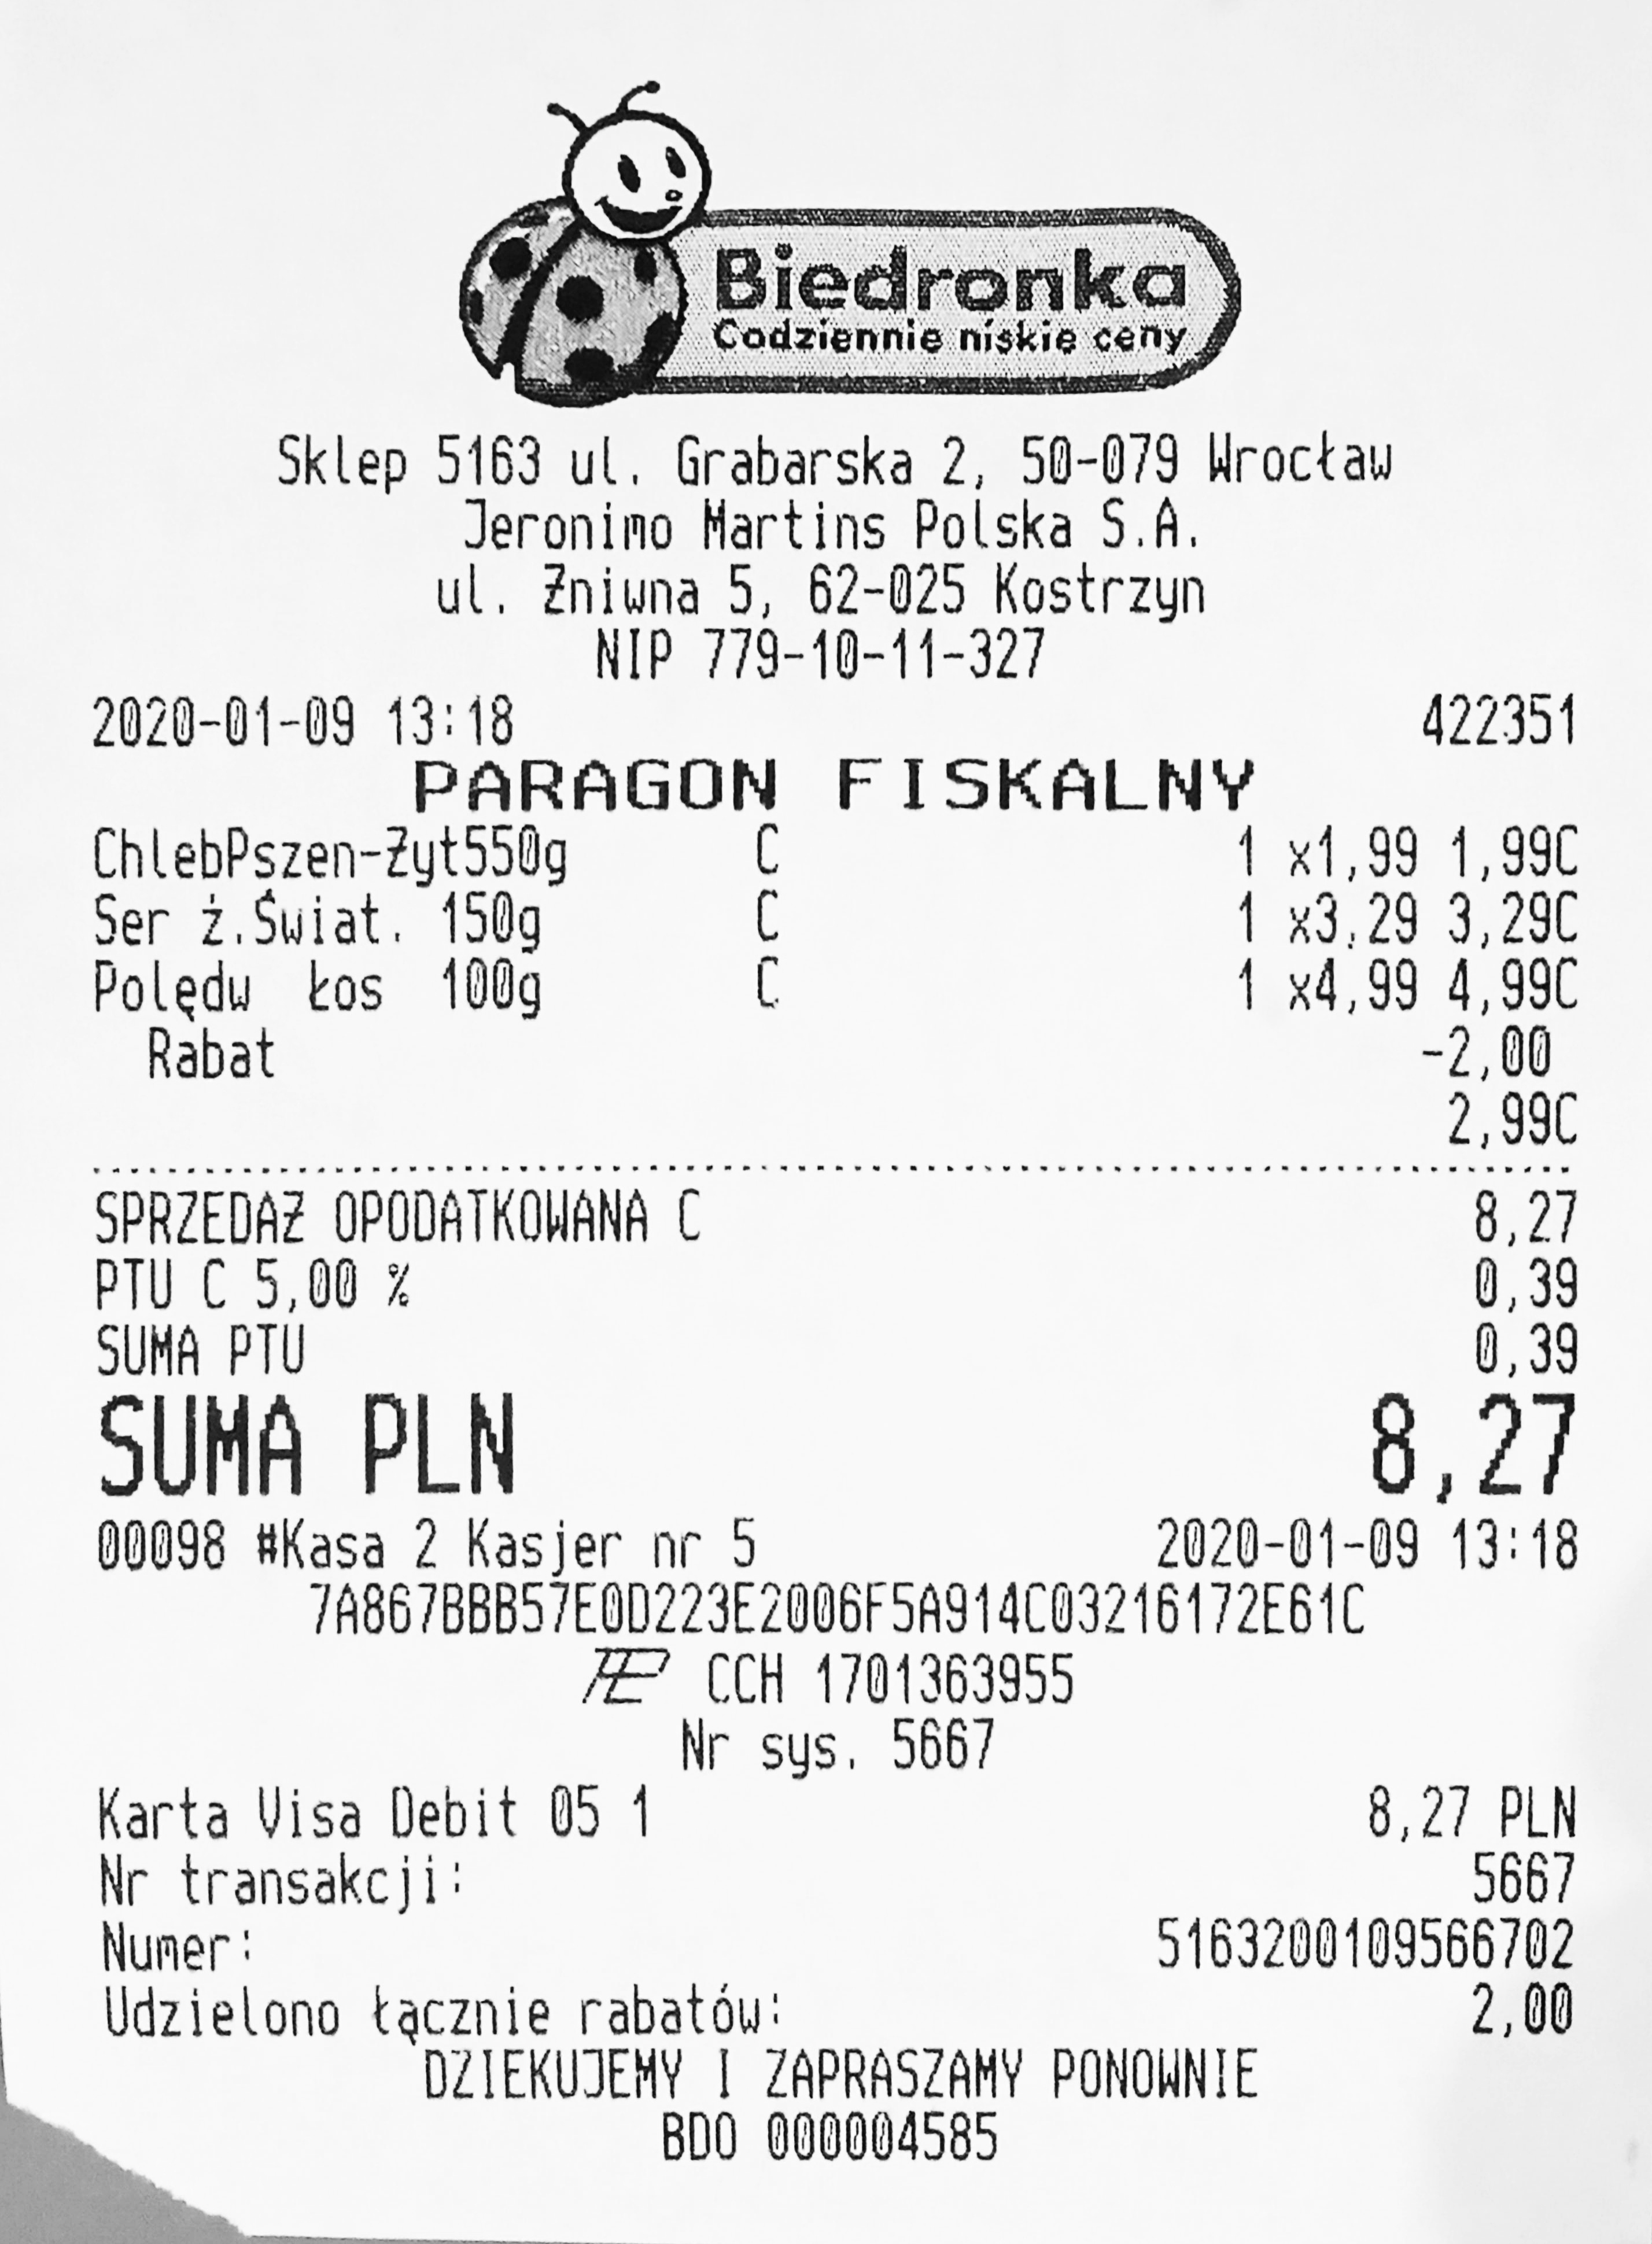 Biedronka
Codziennie niskie ceny
Sklep 5163 ul. Grabarska 2, 50-079 Wrocław
Jeronimo Martins Polska S.A.
ul. Żniwna 5, 62-025 Kostrzyn
NIP 779-10-11-327
2020-01-09 13:18 422351
PARAGON FISKALNY
ChlebPszen-Żyt550g C 1 x1,99 1,99C
Ser ż.Świat. 150g C 1 x3,29 3,29C
Polędw łos 100g C 1 x4,99 4,99C
Rabat -2,00
2,99C
SPRZEDAŻ OPODATKOWANA C 8,27
PTU C 5,00 % 0,39
SUMA PTU 0,39
SUMA PLN 8,27
00098 #Kasa 2 Kasjer nr 5 2020-01-09 13:18
7A867BBB57E0D223E2006F5A914C03216172E61C
CCH 1701363955
Nr sys. 5667
Karta Visa Debit 05 1 8,27 PLN
Nr transakcji: 5667
Numer: 5163200109566702
Udzielono łącznie rabatów: 2,00
DZIEKUJEMY I ZAPRASZAMY PONOWNIE
BDO 000004585